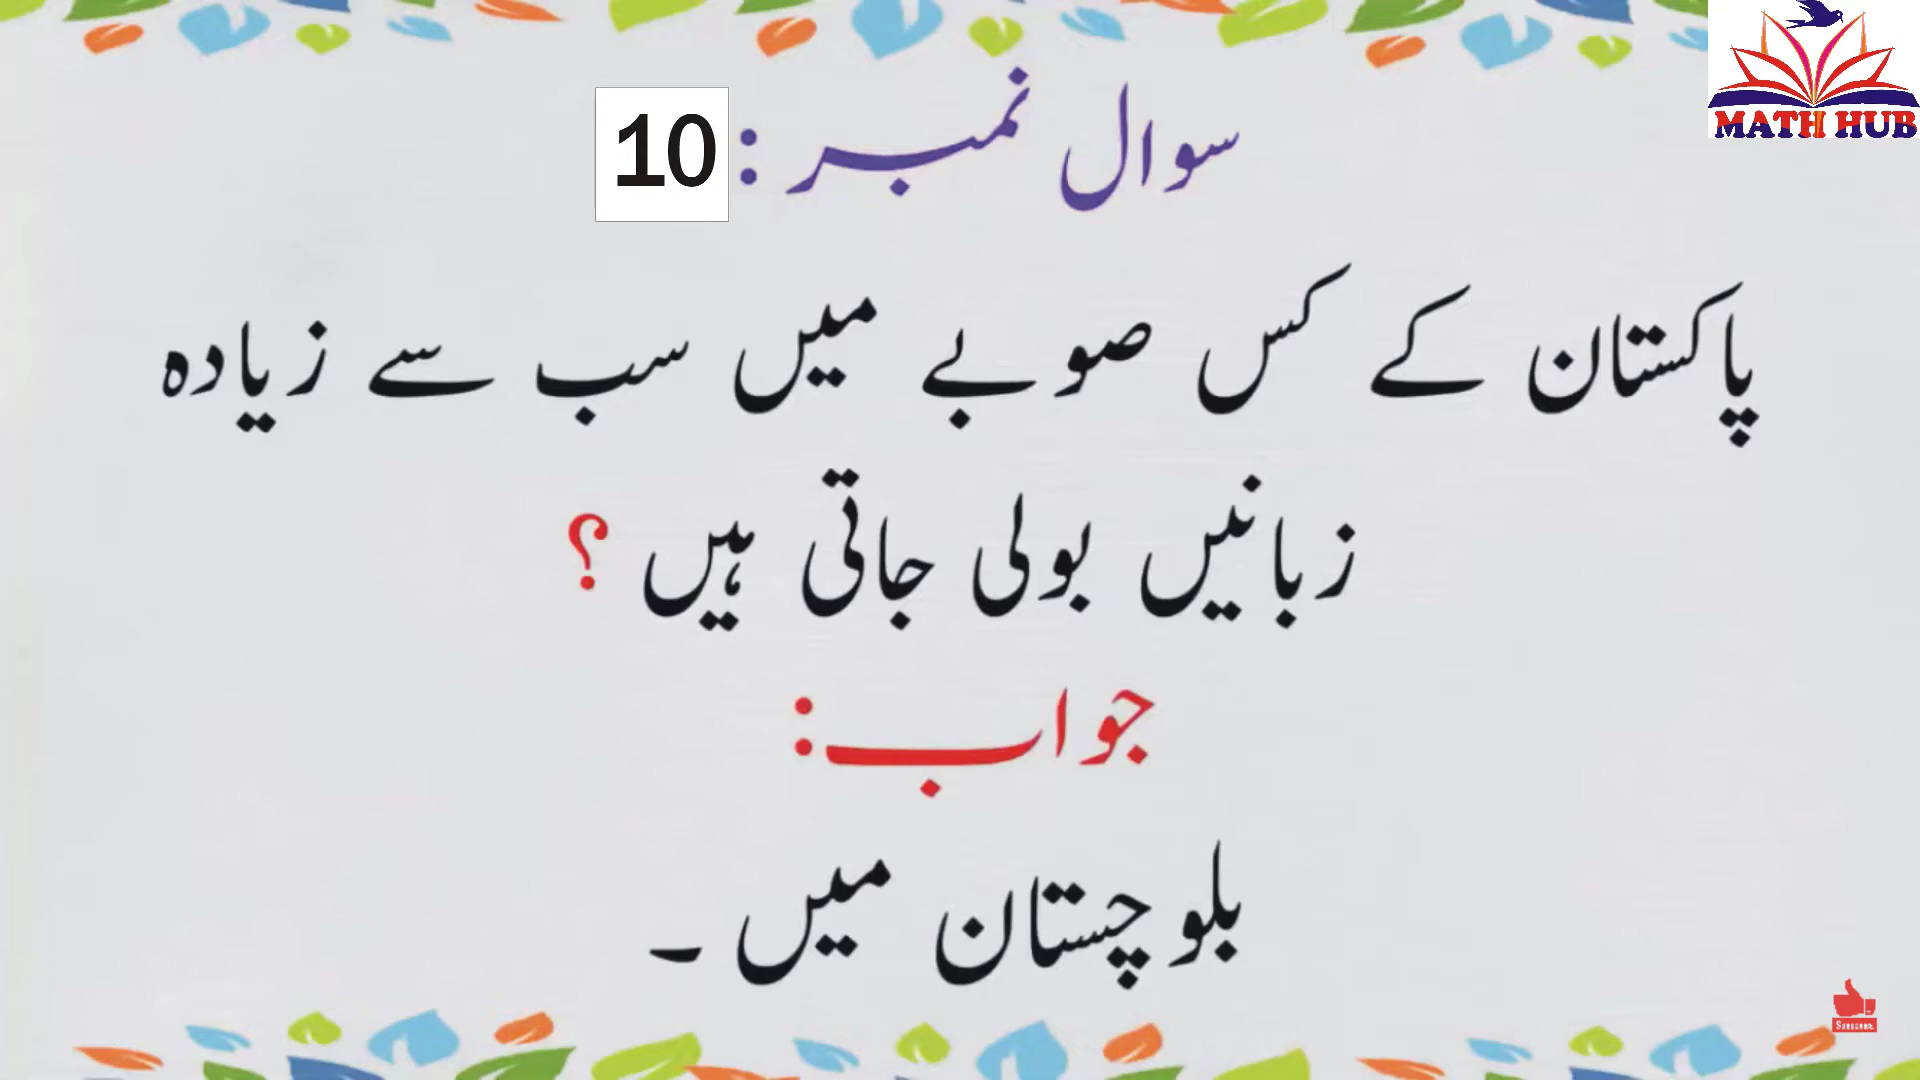 MATH HUB
سوال نمبر : 10
پاکستان کے کس صوبے میں سب سے زیادہ
زبانیں بولی جاتی ہیں ؟
جواب:
بلوچستان میں ۔